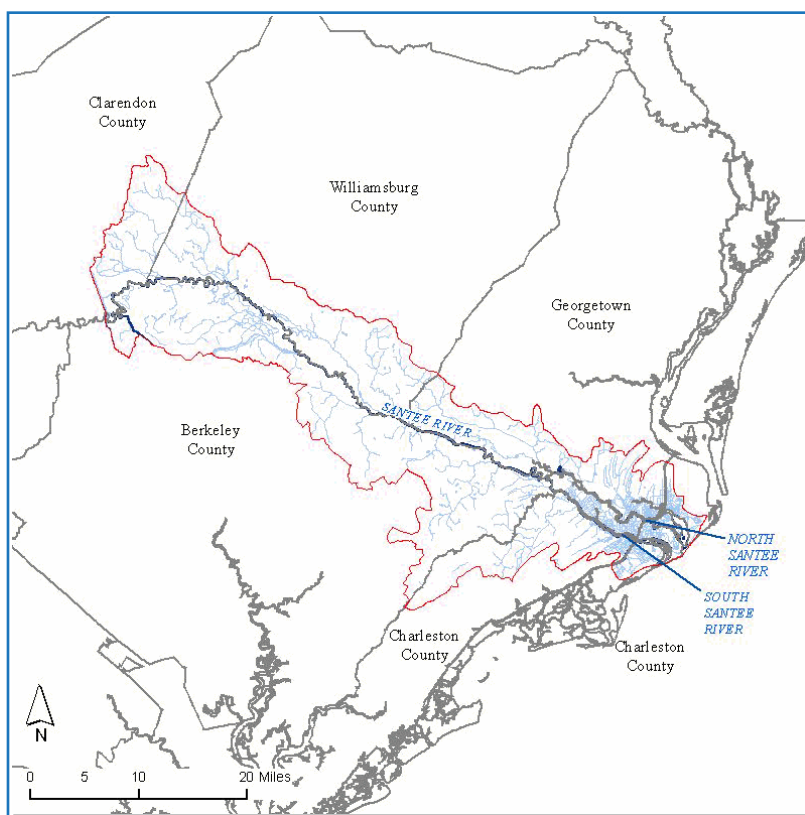 Clarendon
County
Williamsburg
County
Georgetown
County
SANTEE RIVER
Berkeley
County
NORTH
SANTEE
RIVER
SOUTH
SANTEE
RIVER
Charleston
County
Charleston
County
N
0 5 10 20 Miles